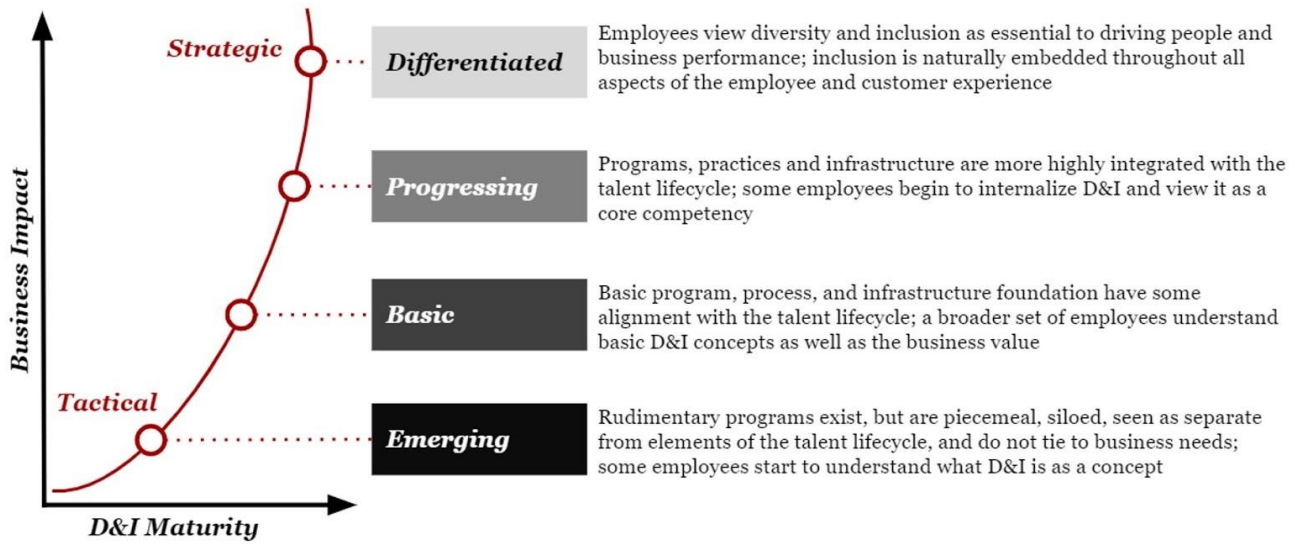 Strategic
Differentiated
Employees view diversity and inclusion as essential to driving people and
business performance; inclusion is naturally embedded throughout all
aspects of the employee and customer experience
Progressing
Programs, practices and infrastructure are more highly integrated with the
talent lifecycle; some employees begin to internalize D&I and view it as a
core competency
Basic
Basic program, process, and infrastructure foundation have some
alignment with the talent lifecycle; a broader set of employees understand
basic D&I concepts as well as the business value
Tactical
Emerging
Rudimentary programs exist, but are piecemeal, siloed, seen as separate
from elements of the talent lifecycle, and do not tie to business needs;
some employees start to understand what D&I is as a concept
Business Impact
D&I Maturity